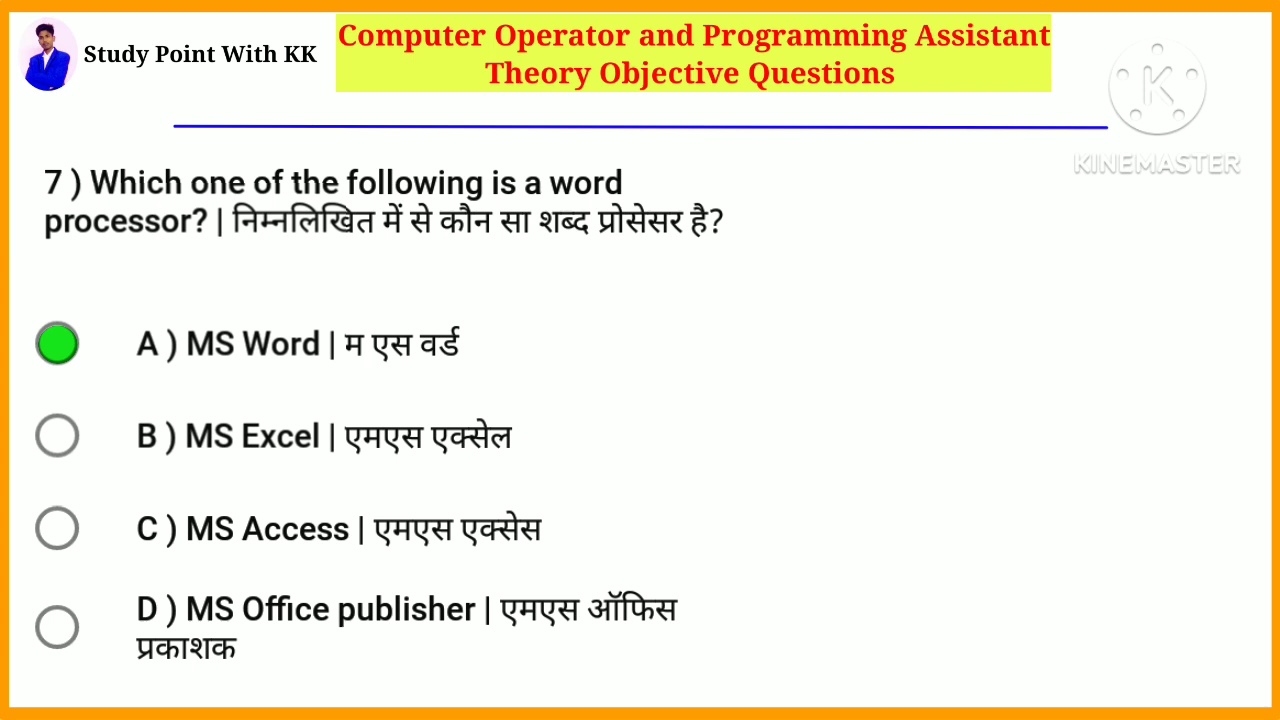 Study Point With KK
Computer Operator and Programming Assistant
Theory Objective Questions
K
KINEMASTER
7 ) Which one of the following is a word
processor? | निम्नलिखित में से कौन सा शब्द प्रोसेसर है?
A ) MS Word | म एस वर्ड
B ) MS Excel | एमएस एक्सेल
C ) MS Access | एमएस एक्सेस
D ) MS Office publisher | एमएस ऑफिस
प्रकाशक